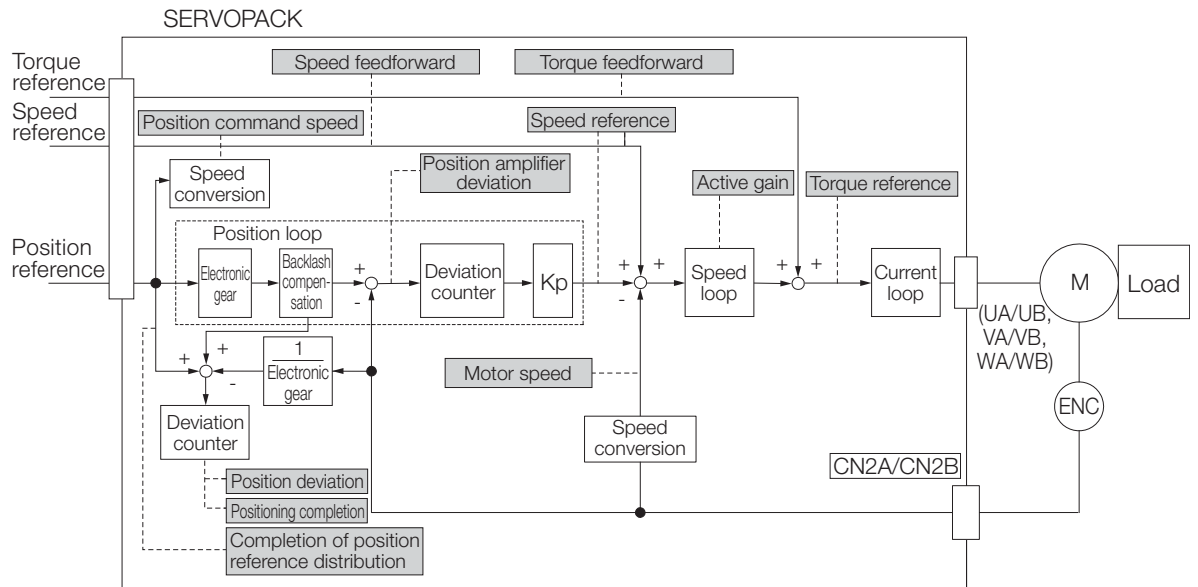 SERVOPACK
Torque
reference
Speed
reference
Speed feedforward
Torque feedforward
Position command speed
Speed reference
Speed
conversion
Position amplifier
deviation
Active gain
Torque reference
Position
reference
Position loop
Electronic
gear
Backlash
compen-
sation
+
-
Deviation
counter
Kp
+
+
-
+
Speed
loop
+
+
Current
loop
M
Load
(UA/UB,
VA/VB,
WA/WB)
+
+
-
1
Electronic
gear
Motor speed
ENC
Deviation
counter
Speed
conversion
CN2A/CN2B
Position deviation
Positioning completion
Completion of position
reference distribution